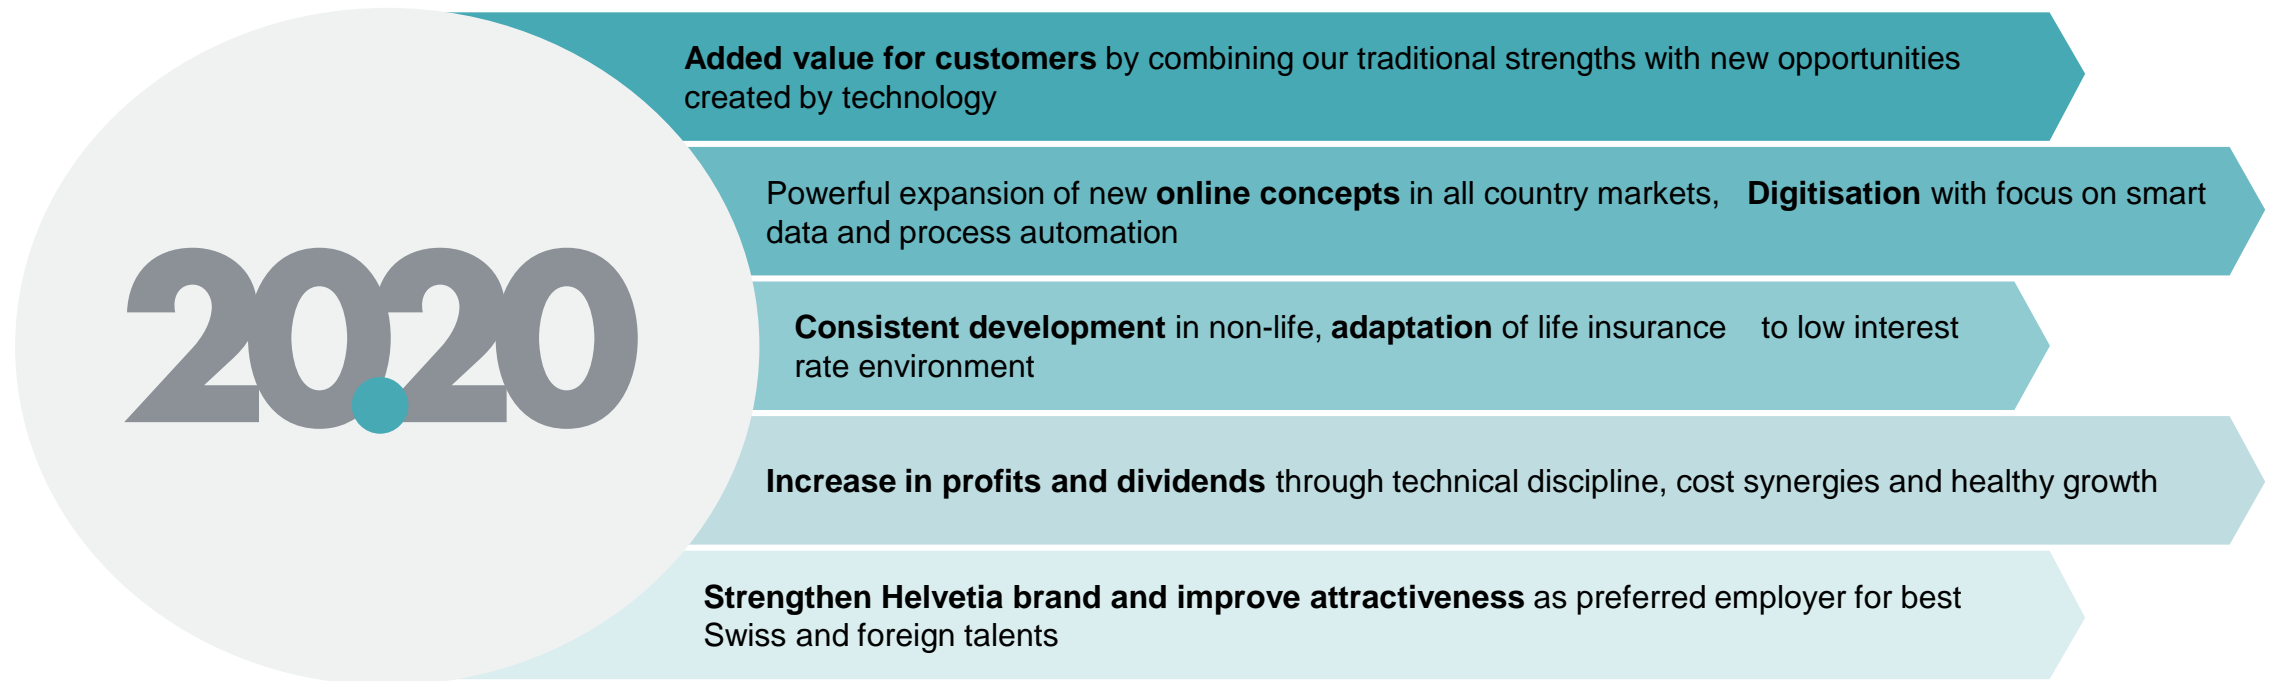 20.20
Added value for customers by combining our traditional strengths with new opportunities
created by technology
Powerful expansion of new online concepts in all country markets, Digitisation with focus on smart
data and process automation
Consistent development in non-life, adaptation of life insurance to low interest
rate environment
Increase in profits and dividends through technical discipline, cost synergies and healthy growth
Strengthen Helvetia brand and improve attractiveness as preferred employer for best
Swiss and foreign talents